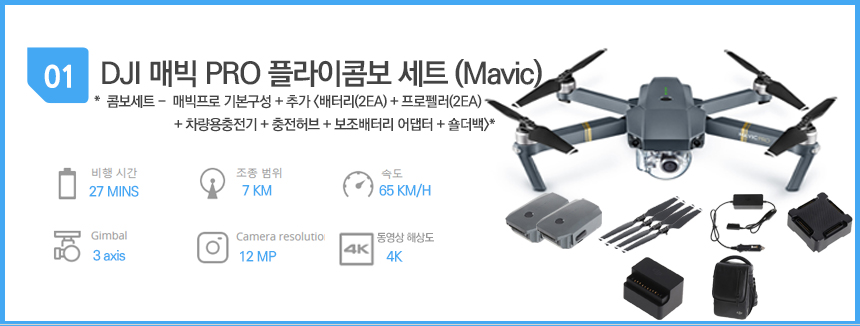 01
DJI 매빅 PRO 플라이콤보 세트 (Mavic)
* 콤보세트 - 매빅프로 기본구성 + 추가 <배터리(2EA) + 프로펠러(2EA)
+ 차량용충전기 + 충전허브 + 보조배터리 어댑터 + 숄더백>*
비행 시간
27 MINS
조종 범위
7 KM
속도
65 KM/H
Gimbal
3 axis
Camera resolutio
12 MP
4K
동영상 해상도
4K
MAVIC PRO